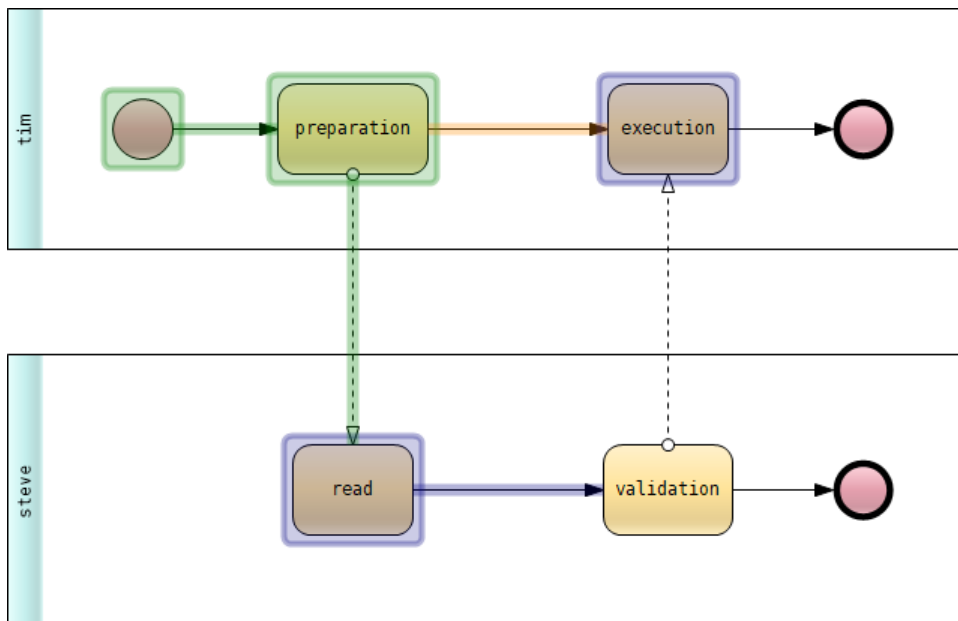 tim
preparation
execution
steve
read
validation